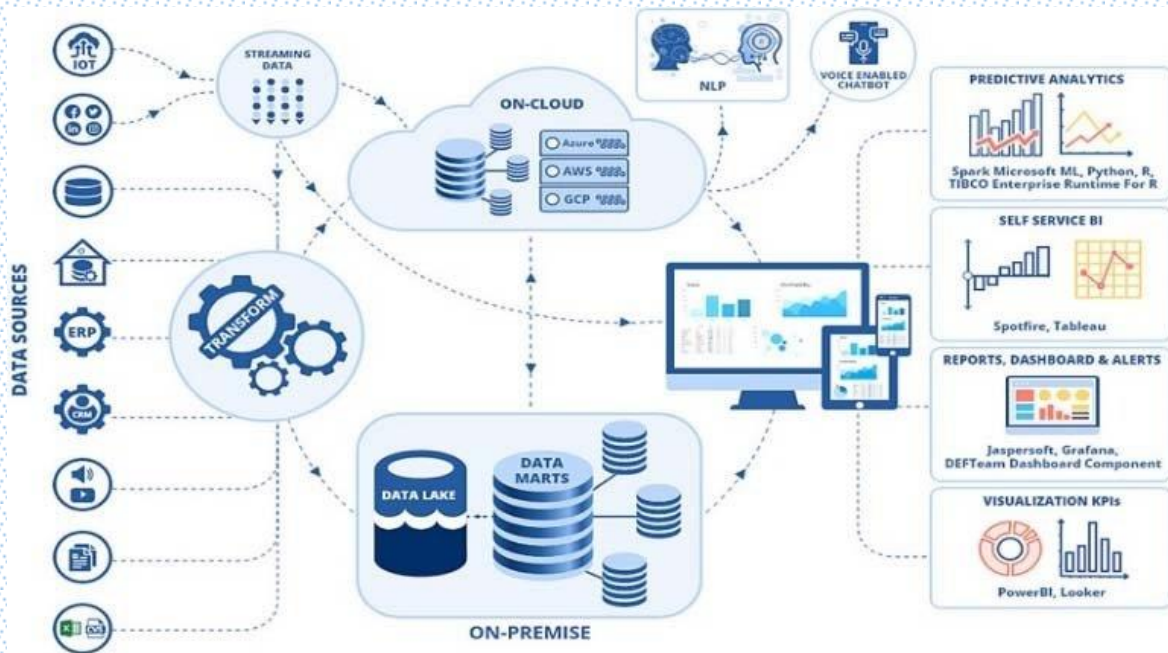 DATA SOURCES
IOT
STREAMING
DATA
ERP
CRM
TRANSFORM
ON-CLOUD
Azure
AWS
GCP
NLP
VOICE ENABLED
CHATBOT
DATA LAKE
DATA
MARTS
ON-PREMISE
PREDICTIVE ANALYTICS
Spark Microsoft ML, Python, R,
TIBCO Enterprise Runtime For R
SELF SERVICE BI
Spotfire, Tableau
REPORTS, DASHBOARD & ALERTS
Jaspersoft, Grafana,
DEFTeam Dashboard Component
VISUALIZATION KPIs
PowerBI, Looker